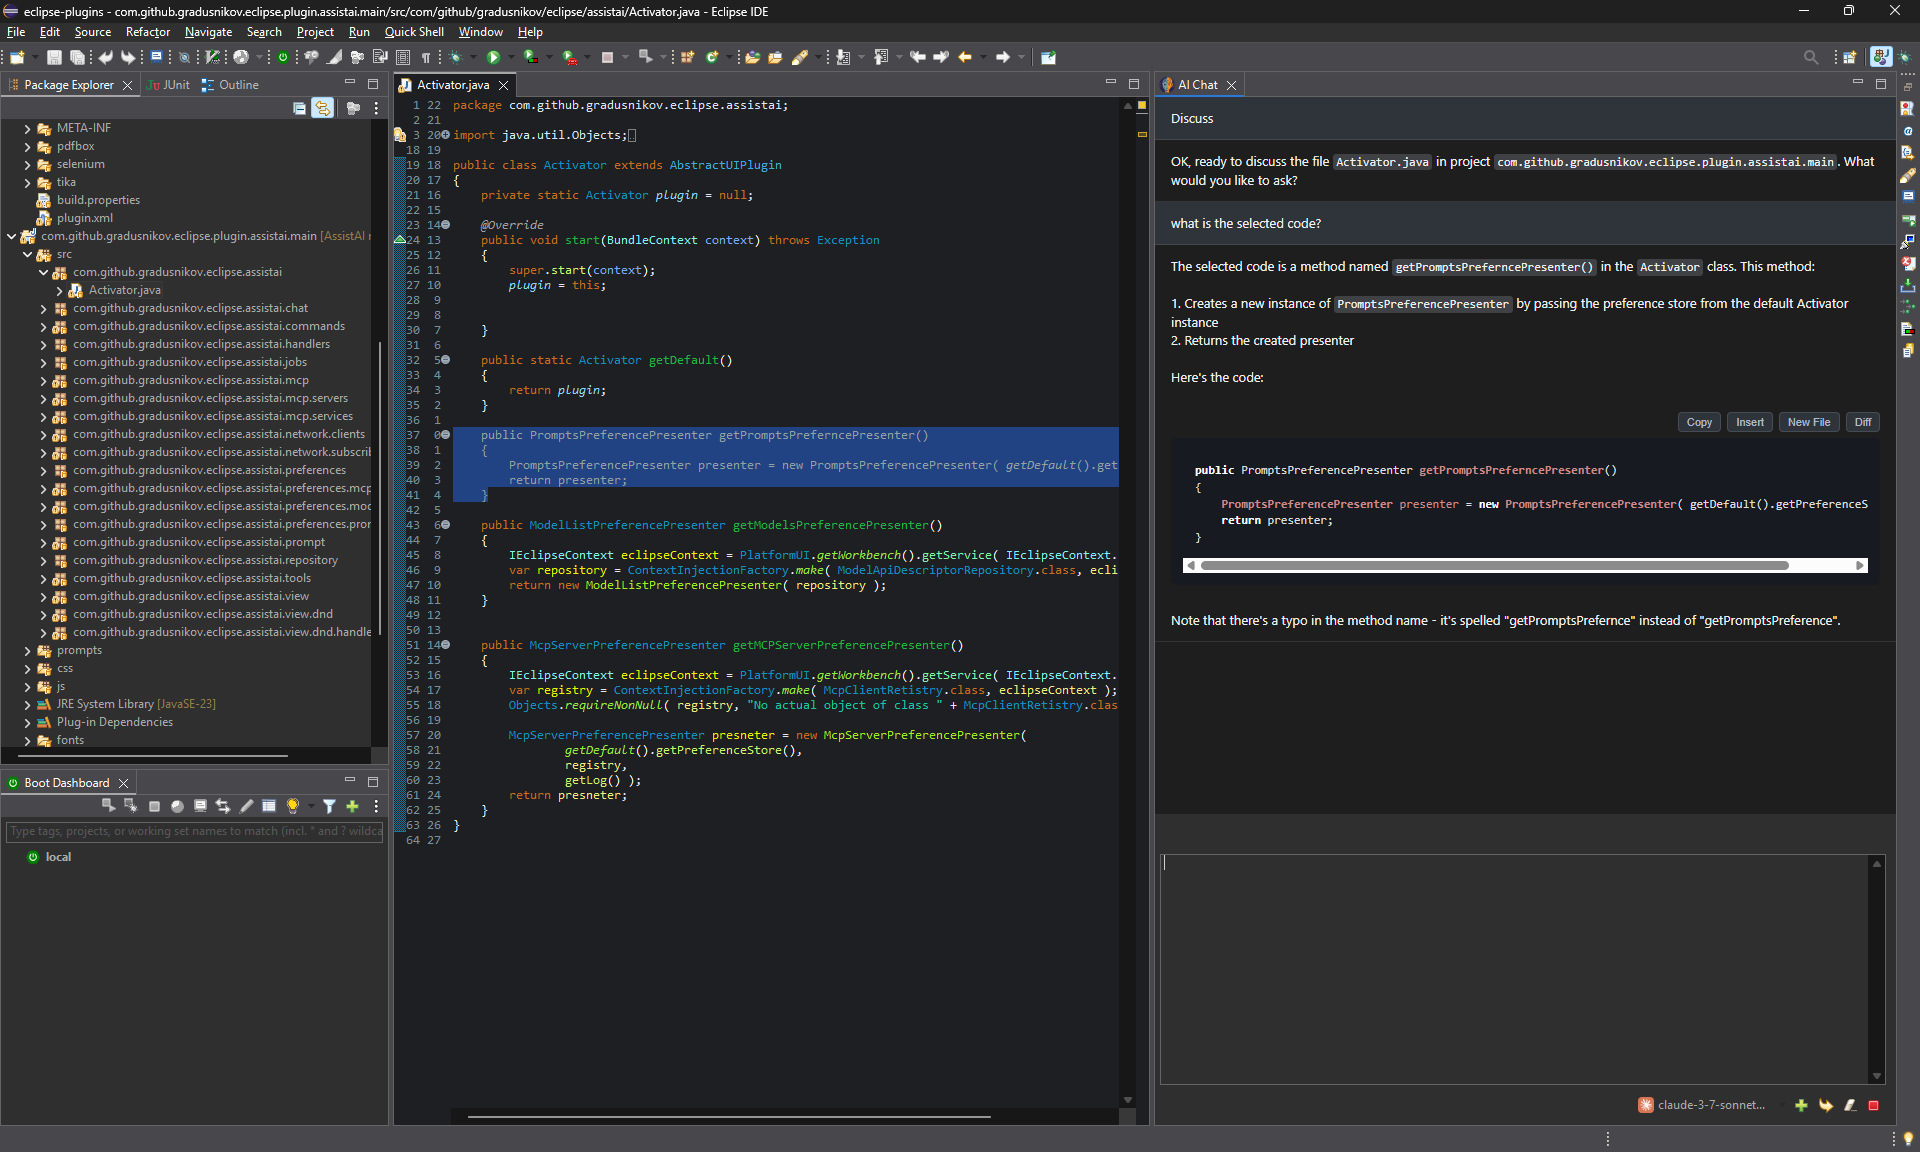 eclipse-plugins - com.github.gradusnikov.eclipse.plugin.assistai.main/src/com/github/gradusnikov/eclipse/assistai/Activator.java - Eclipse IDE
File Edit Source Refactor Navigate Search Project Run Quick Shell Window Help
Package Explorer JUnit Outline
META-INF
pdfbox
selenium
tika
build.properties
plugin.xml
com.github.gradusnikov.eclipse.plugin.assistai.main [AssistAI
src
com.github.gradusnikov.eclipse.assistai
Activator.java
com.github.gradusnikov.eclipse.assistai.chat
com.github.gradusnikov.eclipse.assistai.commands
com.github.gradusnikov.eclipse.assistai.handlers
com.github.gradusnikov.eclipse.assistai.jobs
com.github.gradusnikov.eclipse.assistai.mcp
com.github.gradusnikov.eclipse.assistai.mcp.servers
com.github.gradusnikov.eclipse.assistai.mcp.services
com.github.gradusnikov.eclipse.assistai.network.clients
com.github.gradusnikov.eclipse.assistai.network.subscri
com.github.gradusnikov.eclipse.assistai.preferences
com.github.gradusnikov.eclipse.assistai.preferences.mcp
com.github.gradusnikov.eclipse.assistai.preferences.moc
com.github.gradusnikov.eclipse.assistai.preferences.pror
com.github.gradusnikov.eclipse.assistai.prompt
com.github.gradusnikov.eclipse.assistai.repository
com.github.gradusnikov.eclipse.assistai.tools
com.github.gradusnikov.eclipse.assistai.view
com.github.gradusnikov.eclipse.assistai.view.dnd
com.github.gradusnikov.eclipse.assistai.view.dnd.handle
prompts
css
js
JRE System Library [JavaSE-23]
Plug-in Dependencies
fonts
Boot Dashboard
Type tags, projects, or working set names to match (incl. * and ? wildca
local
Activator.java
1 22 package com.github.gradusnikov.eclipse.assistai;
2 21
3 20 import java.util.Objects;
18 19
19 18 public class Activator extends AbstractUIPlugin
20 17 {
21 16 private static Activator plugin = null;
22 15
23 14 @Override
24 13 public void start(BundleContext context) throws Exception
25 12 {
26 11 super.start(context);
27 10 plugin = this;
28 9
29 8
30 7 }
31 6
32 5 public static Activator getDefault()
33 4 {
34 3 return plugin;
35 2 }
36 1
37 0 public PromptsPreferencePresenter getPromptsPreferncePresenter()
38 1 {
39 2 PromptsPreferencePresenter presenter = new PromptsPreferencePresenter( getDefault().get
40 3 return presenter;
41 4 }
42 5
43 6 public ModelListPreferencePresenter getModelsPreferencePresenter()
44 7 {
45 8 IEclipseContext eclipseContext = PlatformUI.getWorkbench().getService( IEclipseContext.
46 9 var repository = ContextInjectionFactory.make( ModelApiDescriptorRepository.class, ecli
47 10 return new ModelListPreferencePresenter( repository );
48 11 }
49 12
50 13
51 14 public McpServerPreferencePresenter getMCPServerPreferencePresenter()
52 15 {
53 16 IEclipseContext eclipseContext = PlatformUI.getWorkbench().getService( IEclipseContext.
54 17 var registry = ContextInjectionFactory.make( McpClientRetistry.class, eclipseContext );
55 18 Objects.requireNonNull( registry, "No actual object of class " + McpClientRetistry.clas
56 19
57 20 McpServerPreferencePresenter presneter = new McpServerPreferencePresenter(
58 21 getDefault().getPreferenceStore(),
59 22 registry,
60 23 getLog() );
61 24 return presneter;
62 25 }
63 26 }
64 27
AI Chat
Discuss
OK, ready to discuss the file Activator.java in project com.github.gradusnikov.eclipse.plugin.assistai.main. What
would you like to ask?
what is the selected code?
The selected code is a method named getPromptsPreferncePresenter() in the Activator class. This method:
1. Creates a new instance of PromptsPreferencePresenter by passing the preference store from the default Activator
instance
2. Returns the created presenter
Here's the code:
Copy Insert New File Diff
public PromptsPreferencePresenter getPromptsPreferncePresenter()
{
PromptsPreferencePresenter presenter = new PromptsPreferencePresenter( getDefault().getPreferenceS
return presenter;
}
Note that there's a typo in the method name - it's spelled "getPromptsPrefernce" instead of "getPromptsPreference".
claude-3-7-sonnet...